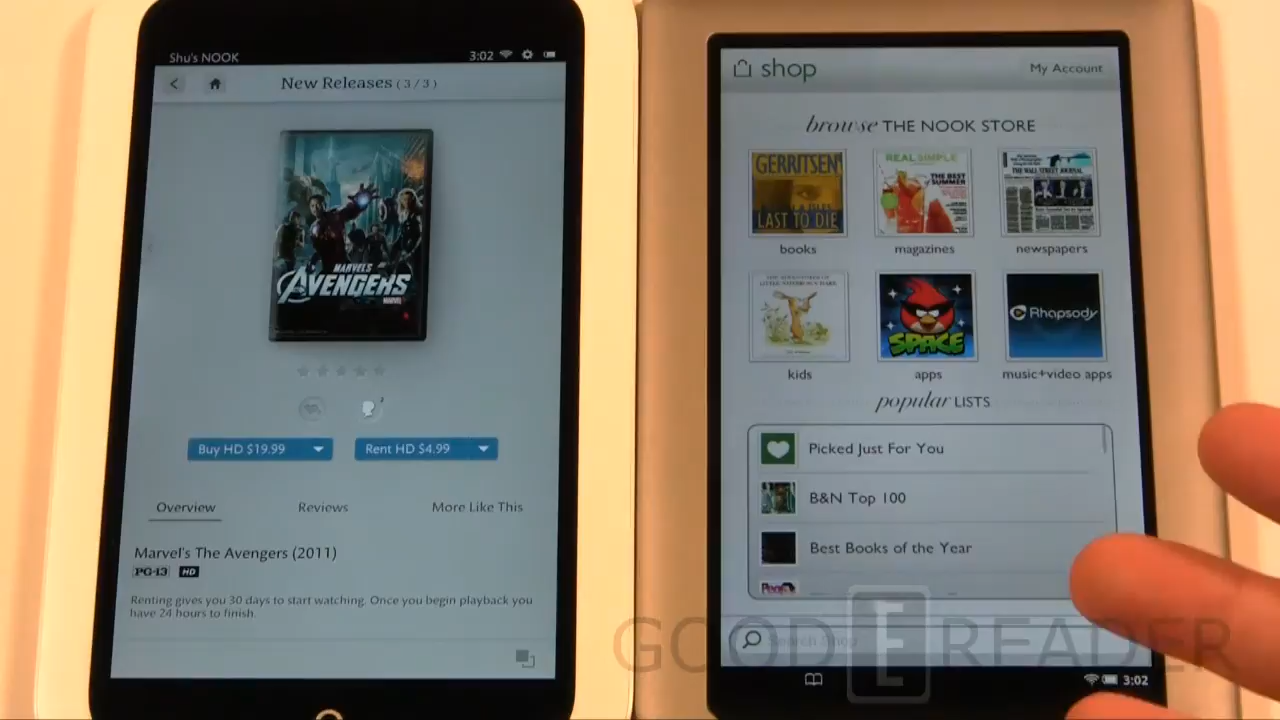 Shu's NOOK
3:02
New Releases (3/3)
MARVEL'S
AVENGERS
MARVEL
Buy HD $19.99
Rent HD $4.99
Overview
Reviews
More Like This
Marvel's The Avengers (2011)
PG-13
HD
Renting gives you 30 days to start watching. Once you begin playback you
have 24 hours to finish.
shop
My Account
browse THE NOOK STORE
GERRITSEN
LAST TO DIE
books
REAL SIMPLE
THE BEST
SUMMER
magazines
THE WALL STREET JOURNAL
newspapers
kids
SPACE
apps
Rhapsody
music+video apps
popular LISTS
Picked Just For You
B&N Top 100
Best Books of the Year
Search Shop
3:02
GOOD E READER